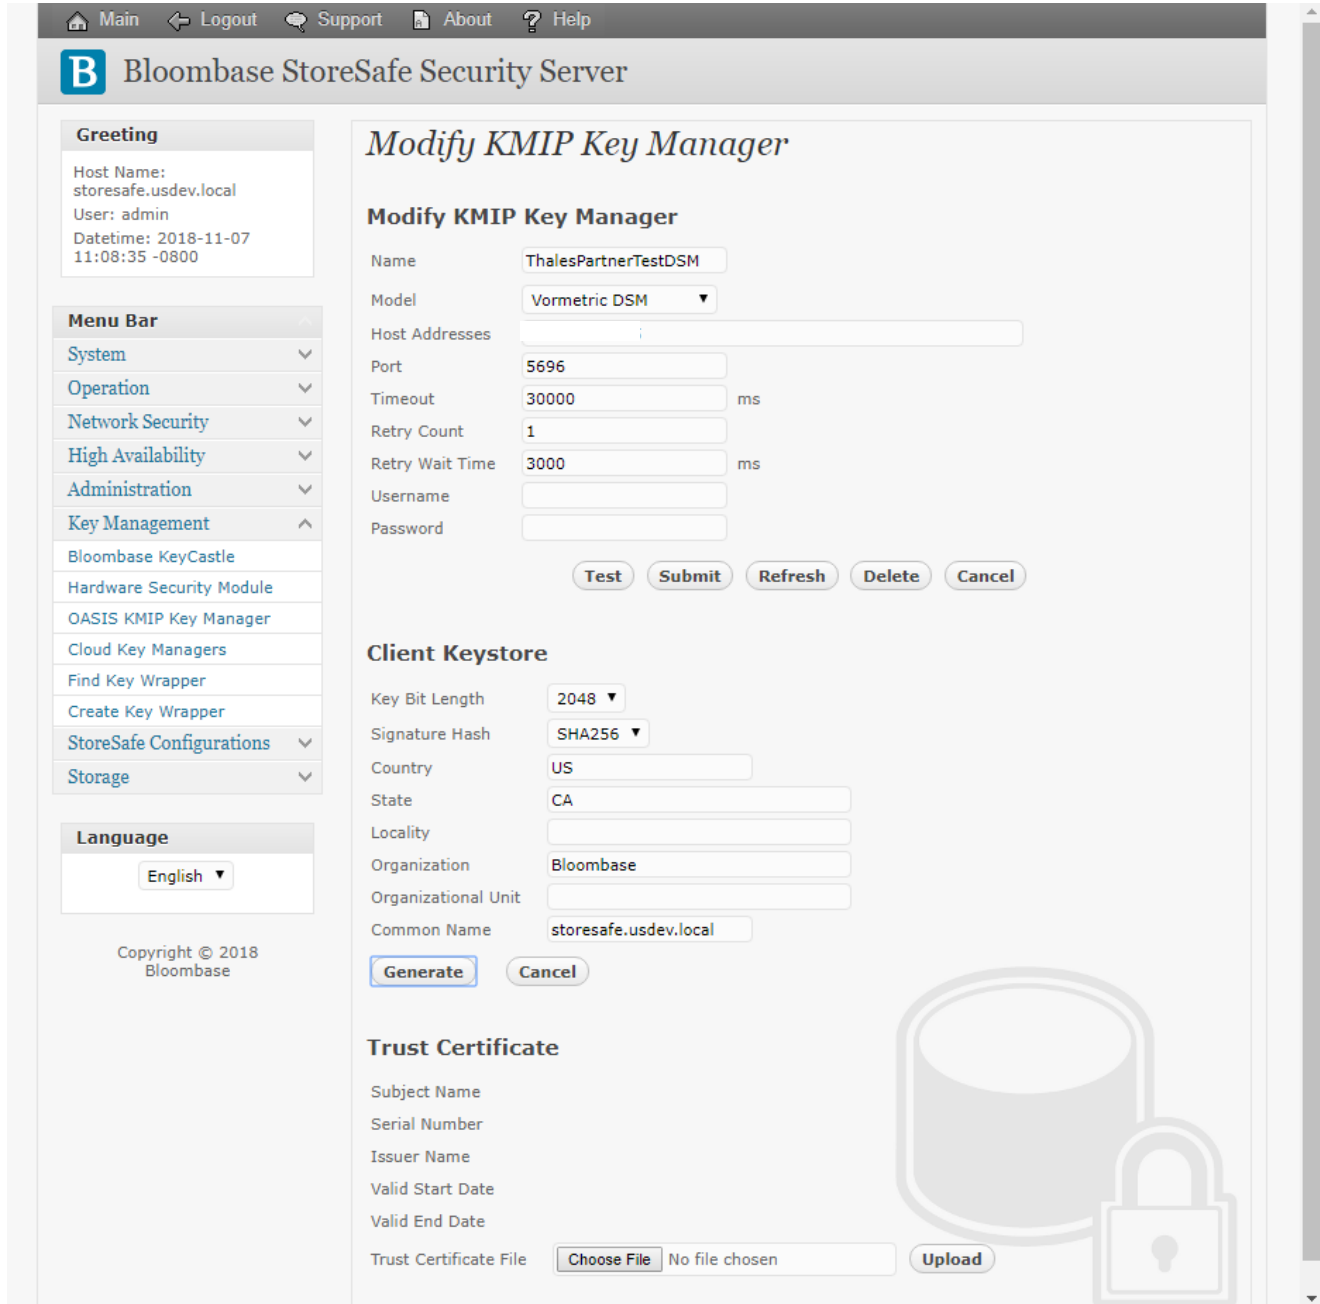 Main Logout Support About Help
B Bloombase StoreSafe Security Server
Greeting
Host Name:
storesafe.usdev.local
User: admin
Datetime: 2018-11-07
11:08:35 -0800
Menu Bar
System
Operation
Network Security
High Availability
Administration
Key Management
Bloombase KeyCastle
Hardware Security Module
OASIS KMIP Key Manager
Cloud Key Managers
Find Key Wrapper
Create Key Wrapper
StoreSafe Configurations
Storage
Language
English
Copyright © 2018
Bloombase
Modify KMIP Key Manager
Modify KMIP Key Manager
Name ThalesPartnerTestDSM
Model Vormetric DSM
Host Addresses
Port 5696
Timeout 30000 ms
Retry Count 1
Retry Wait Time 3000 ms
Username
Password
Test Submit Refresh Delete Cancel
Client Keystore
Key Bit Length 2048
Signature Hash SHA256
Country US
State CA
Locality
Organization Bloombase
Organizational Unit
Common Name storesafe.usdev.local
Generate Cancel
Trust Certificate
Subject Name
Serial Number
Issuer Name
Valid Start Date
Valid End Date
Trust Certificate File Choose File No file chosen Upload